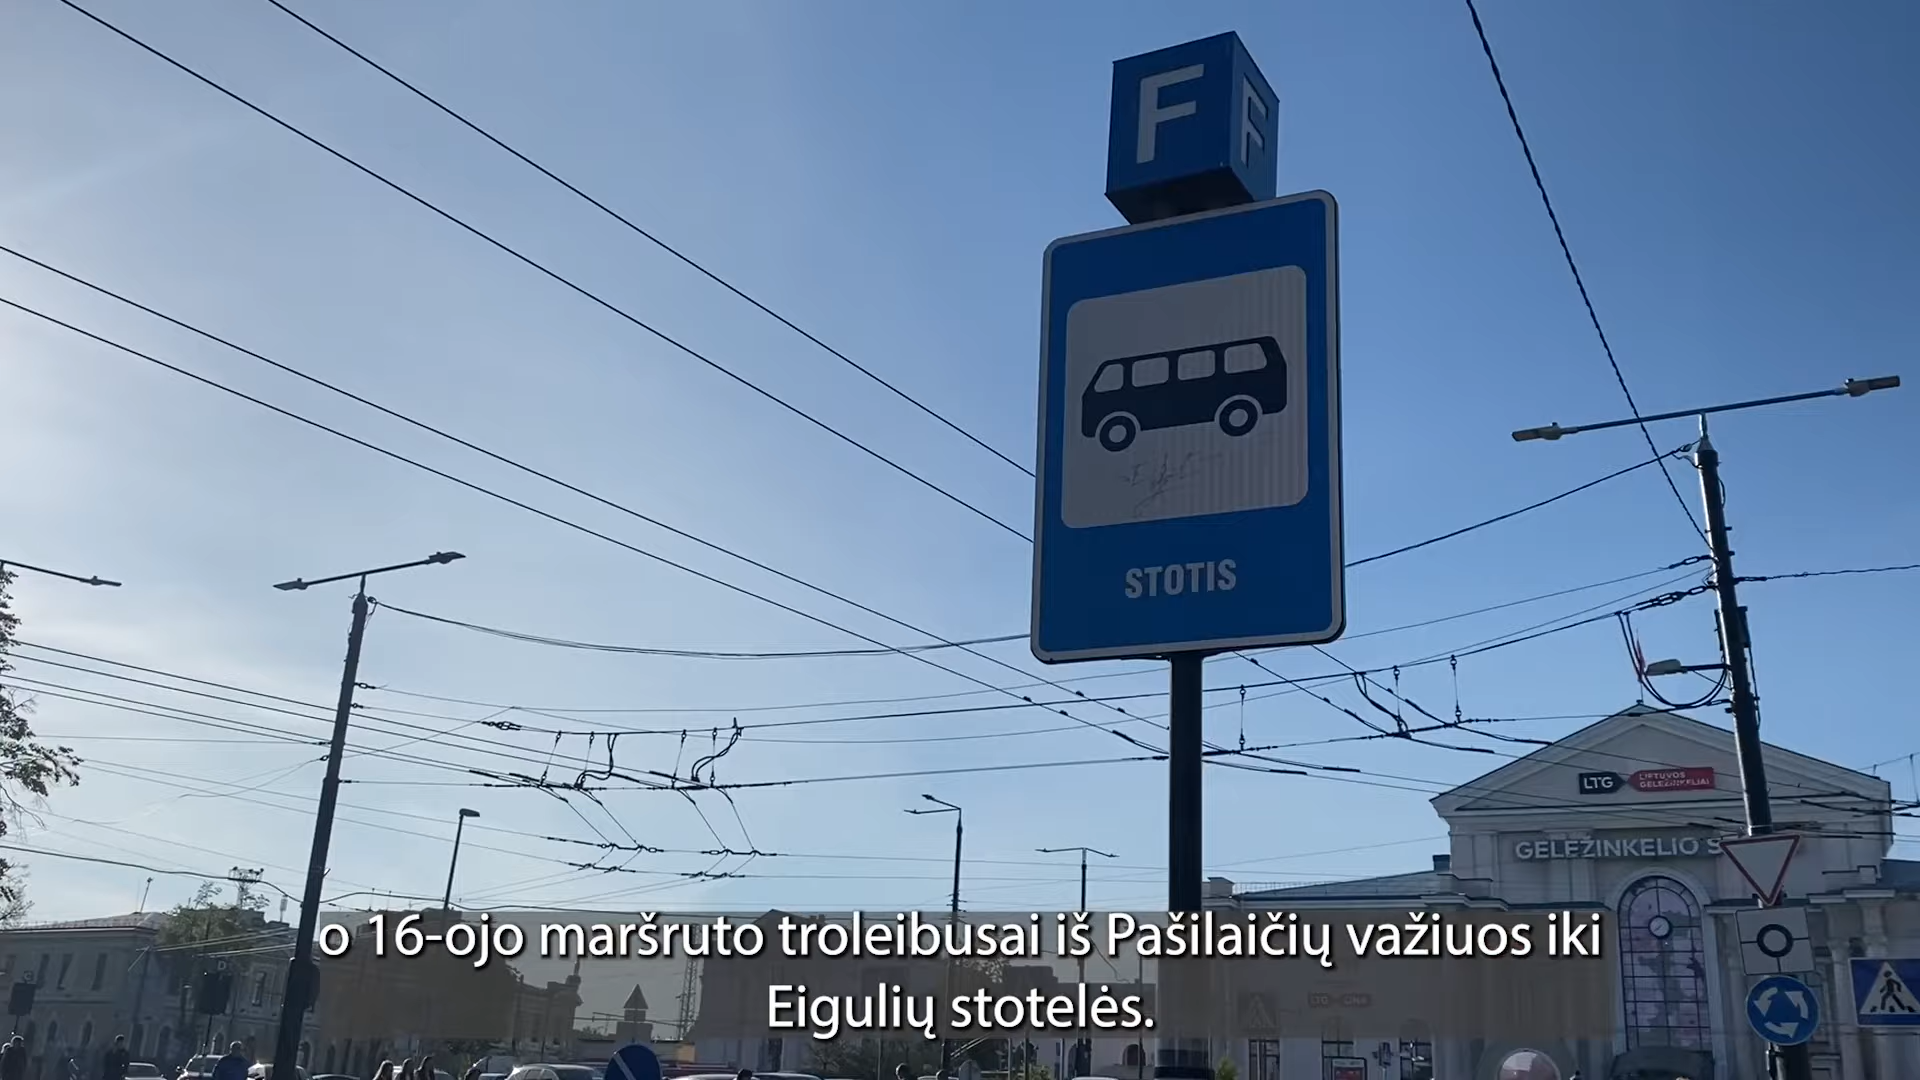 F F
STOTIS
LTG LIETUVOS
GELEŽINKELIAI
GELEŽINKELIO S
o 16-ojo maršruto troleibusai iš Pašilaičių važiuos iki
Eigulių stotelės.